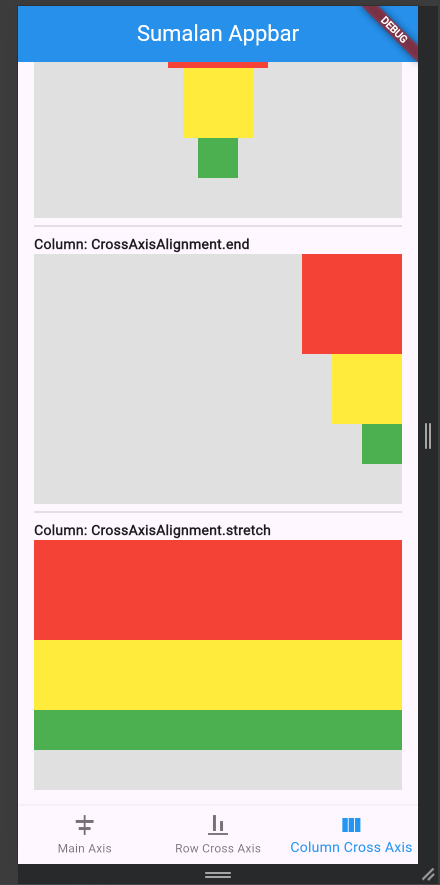 Sumalan Appbar
DEBUG
Column: CrossAxisAlignment.end
Column: CrossAxisAlignment.stretch
Main Axis
Row Cross Axis
Column Cross Axis